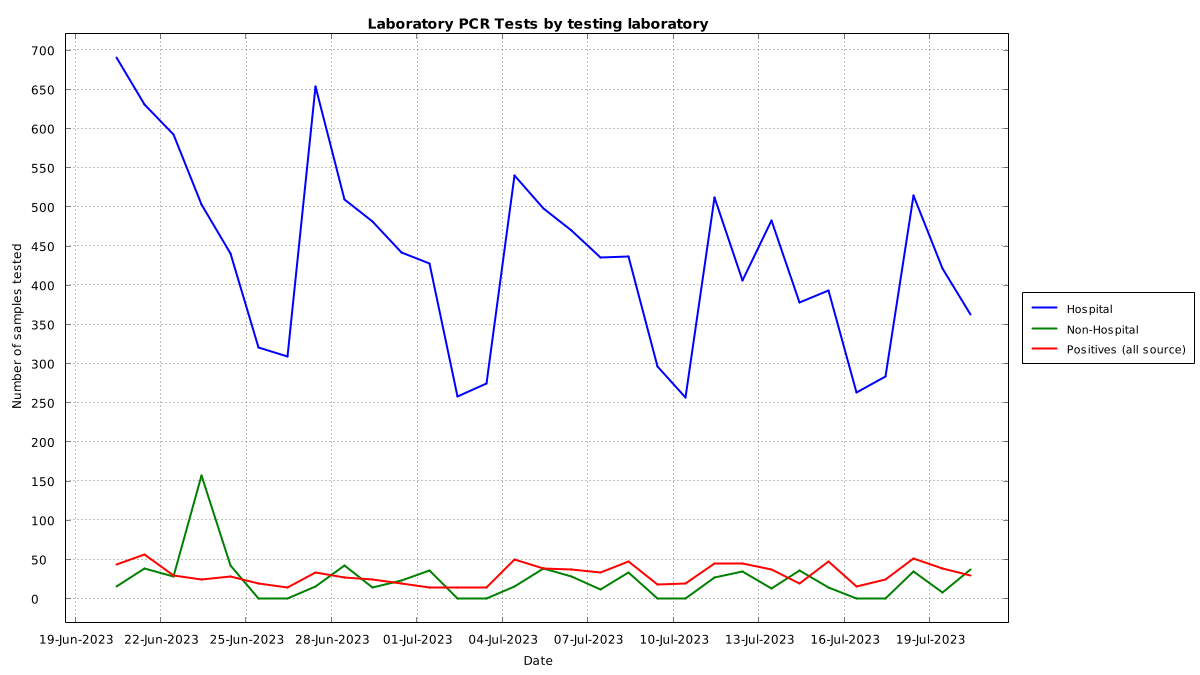 Laboratory PCR Tests by testing laboratory
700
650
600
550
500
450
400
350
300
250
200
150
100
50
0
Number of samples tested
19-Jun-2023 22-Jun-2023 25-Jun-2023 28-Jun-2023 01-Jul-2023 04-Jul-2023 07-Jul-2023 10-Jul-2023 13-Jul-2023 16-Jul-2023 19-Jul-2023
Date
Hospital
Non-Hospital
Positives (all source)